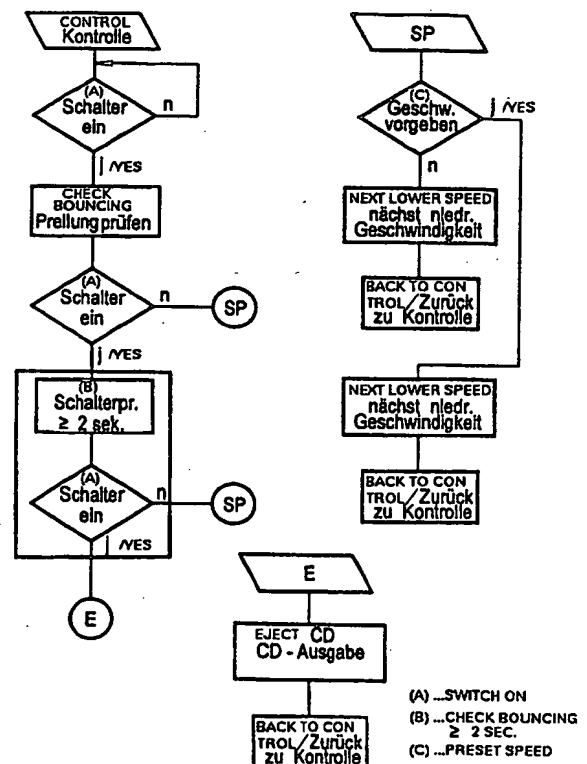 CONTROL
Kontrolle
(A)
Schalter
ein
n
j /YES
CHECK
BOUNCING
Prellung prüfen
(A)
Schalter
ein
n
SP
j /YES
(B)
Schalterpr.
≥ 2 sek.
(A)
Schalter
ein
n
SP
j /YES
E
SP
(C)
Geschw.
vorgeben
j /YES
n
NEXT LOWER SPEED
nächst niedr.
Geschwindigkeit
BACK TO CON
TROL/Zurück
zu Kontrolle
NEXT LOWER SPEED
nächst niedr.
Geschwindigkeit
BACK TO CON
TROL/Zurück
zu Kontrolle
E
EJECT CD
CD - Ausgabe
BACK TO CON
TROL/Zurück
zu Kontrolle
(A) ...SWITCH ON
(B) ...CHECK BOUNCING
≥ 2 SEC.
(C) ...PRESET SPEED